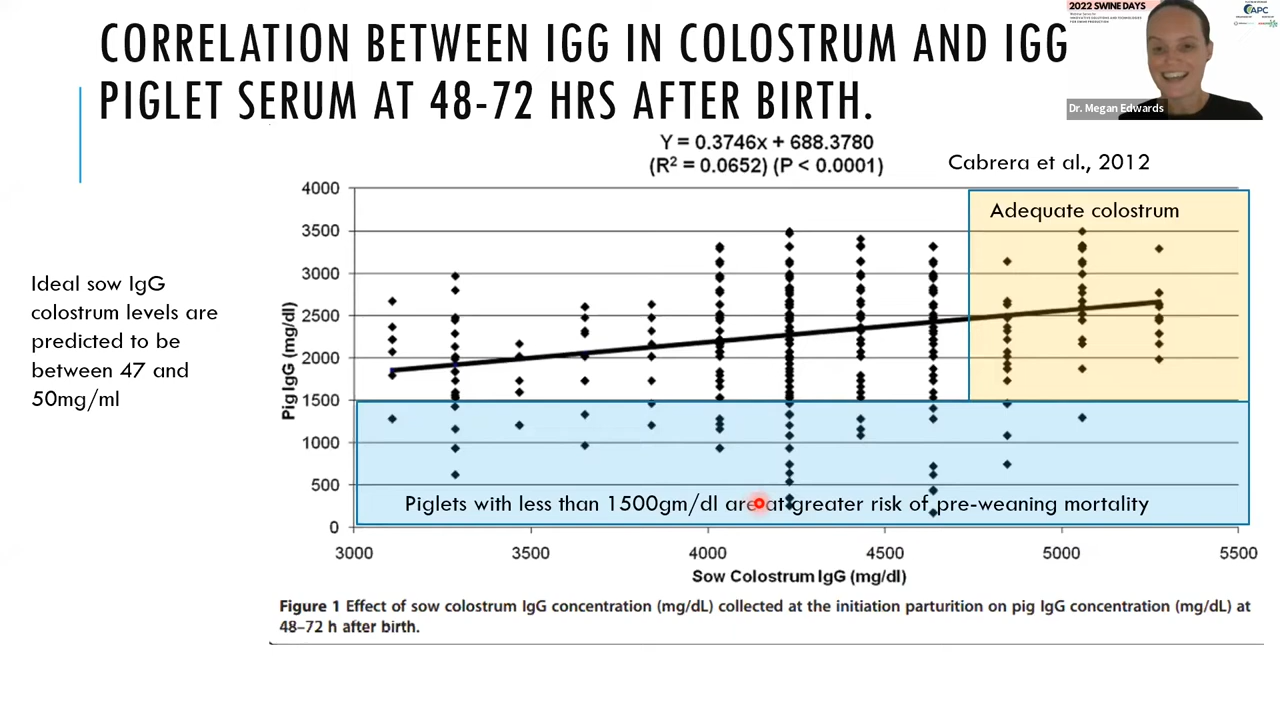 2022 SWINE DAYS
APC
CORRELATION BETWEEN IGG IN COLOSTRUM AND IGG
PIGLET SERUM AT 48-72 HRS AFTER BIRTH.
Dr. Megan Edwards
Y = 0.3746x + 688.3780
(R² = 0.0652) (P < 0.0001)
Cabrera et al., 2012
Ideal sow IgG
colostrum levels are
predicted to be
between 47 and
50mg/ml
Adequate colostrum
Pig IgG (mg/dl)
4000
3500
3000
2500
2000
1500
1000
500
0
Piglets with less than 1500gm/dl are at greater risk of pre-weaning mortality
3000 3500 4000 4500 5000 5500
Sow Colostrum IgG (mg/dl)
Figure 1 Effect of sow colostrum IgG concentration (mg/dL) collected at the initiation parturition on pig IgG concentration (mg/dL) at
48–72 h after birth.